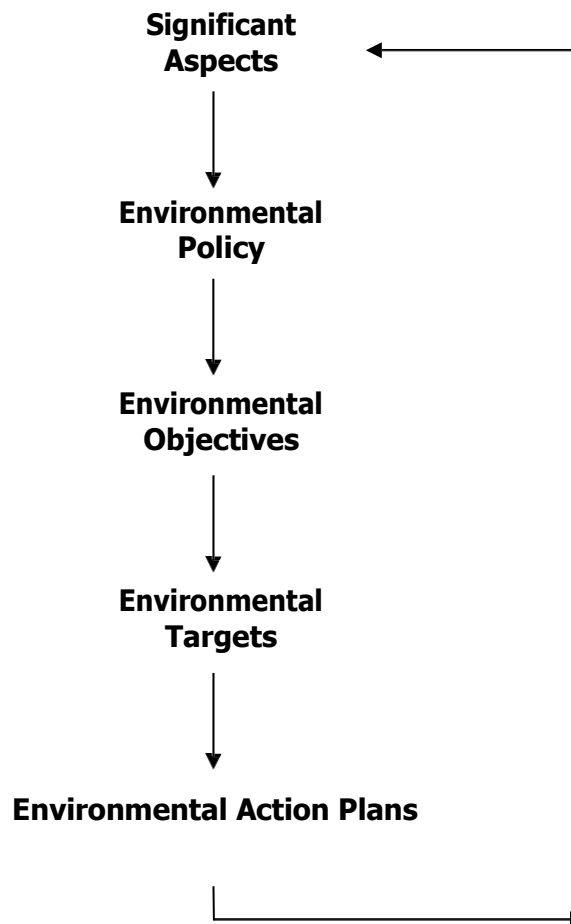 Significant
Aspects
Environmental
Policy
Environmental
Objectives
Environmental
Targets
Environmental Action Plans